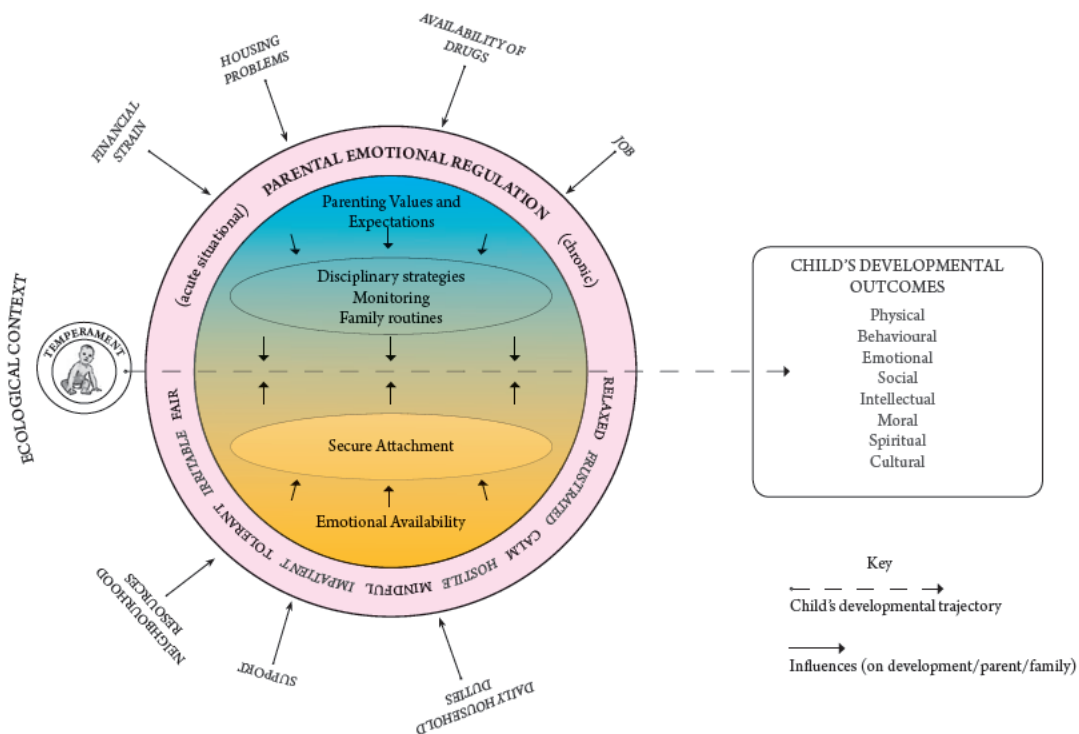 HOUSING
PROBLEMS
AVAILABILITY OF
DRUGS
FINANCIAL
STRAIN
JOB
PARENTAL EMOTIONAL REGULATION
(acute situational)
(chronic)
Parenting Values and
Expectations
Disciplinary strategies
Monitoring
Family routines
ECOLOGICAL CONTEXT
TEMPERAMENT
Secure Attachment
Emotional Availability
RELAXED FRUSTRATED CALM HOSTILE MINDFUL IMPATIENT TOLERANT IRRITABLE FAIR
NEIGHBOURHOOD
RESOURCES
SUPPORT
DAILY HOUSEHOLD
DUTIES
CHILD'S DEVELOPMENTAL
OUTCOMES
Physical
Behavioural
Emotional
Social
Intellectual
Moral
Spiritual
Cultural
Key
Child's developmental trajectory
Influences (on development/parent/family)